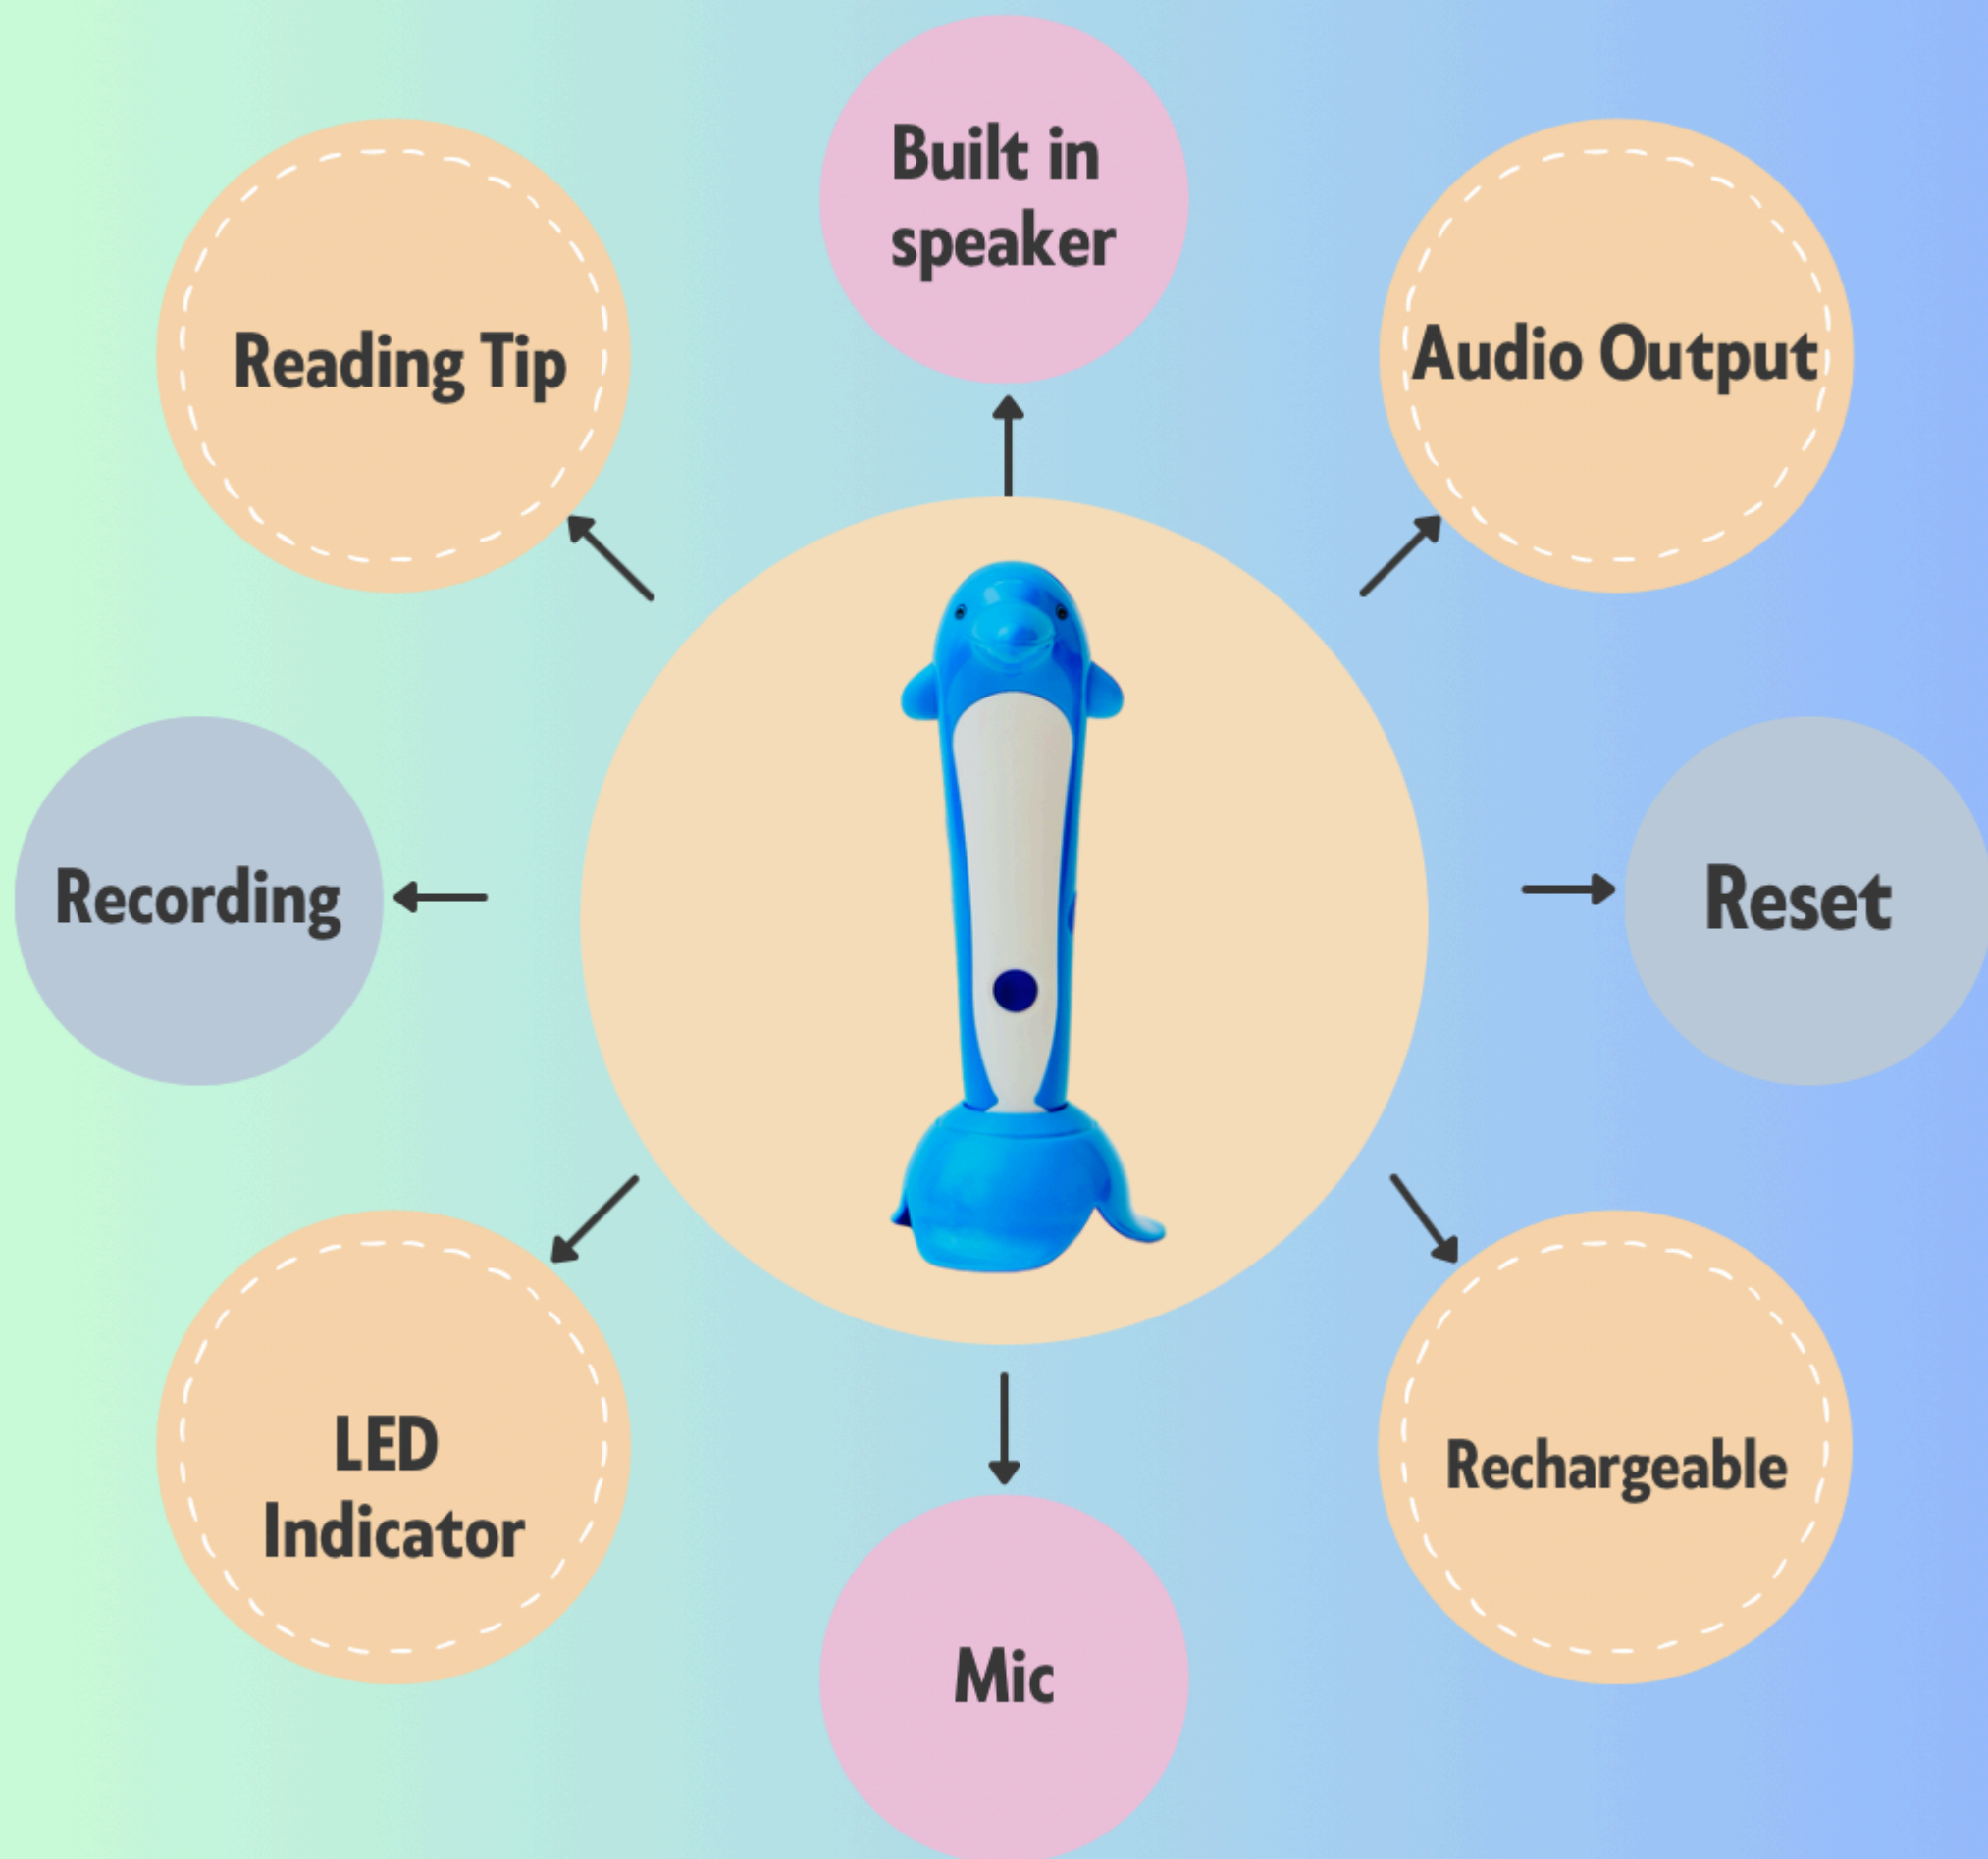 Built in
speaker
Reading Tip
Audio Output
Recording
Reset
LED
Indicator
Rechargeable
Mic